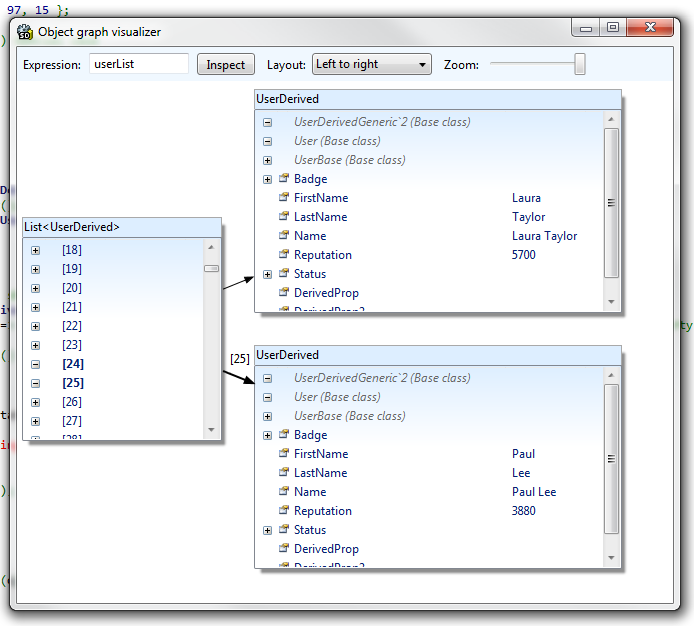 97, 15 };
Object graph visualizer
Expression: userList Inspect Layout: Left to right Zoom:
UserDerived
UserDerivedGeneric`2 (Base class)
User (Base class)
UserBase (Base class)
Badge
FirstName Laura
LastName Taylor
Name Laura Taylor
Reputation 5700
Status
DerivedProp
DerivedProp2
List<UserDerived>
[18]
[19]
[20]
[21]
[22]
[23]
[24]
[25]
[26]
[27]
[28]
[25]
UserDerived
UserDerivedGeneric`2 (Base class)
User (Base class)
UserBase (Base class)
Badge
FirstName Paul
LastName Lee
Name Paul Lee
Reputation 3880
Status
DerivedProp
DerivedProp2